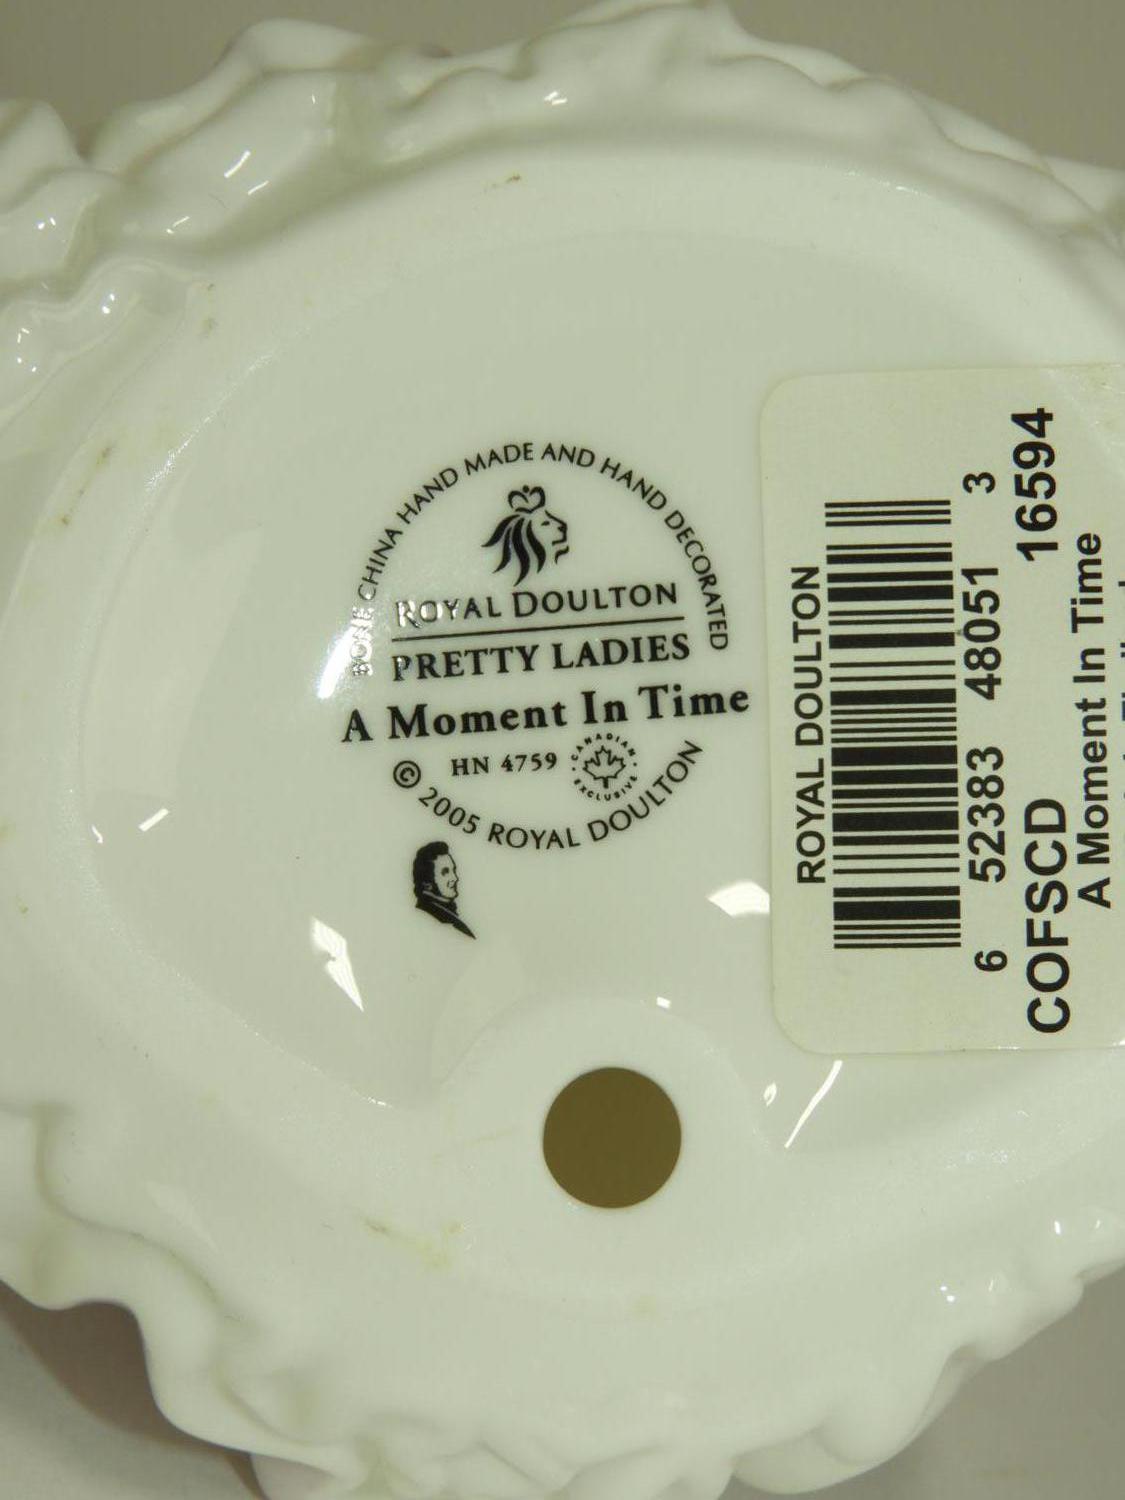 BONE CHINA HAND MADE AND HAND DECORATED
ROYAL DOULTON
PRETTY LADIES
A Moment In Time
HN 4759
CANADIAN
EXCLUSIVE
© 2005 ROYAL DOULTON
ROYAL DOULTON
6 52383 48051 3
COFSCD 16594
A Moment In Time